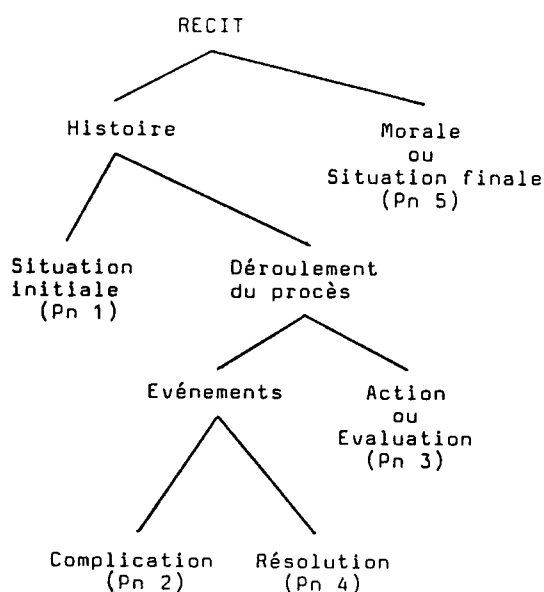 RECIT
Histoire
Morale
ou
Situation finale
(Pn 5)
Situation
initiale
(Pn 1)
Déroulement
du procès
Evénements
Action
ou
Evaluation
(Pn 3)
Complication
(Pn 2)
Résolution
(Pn 4)